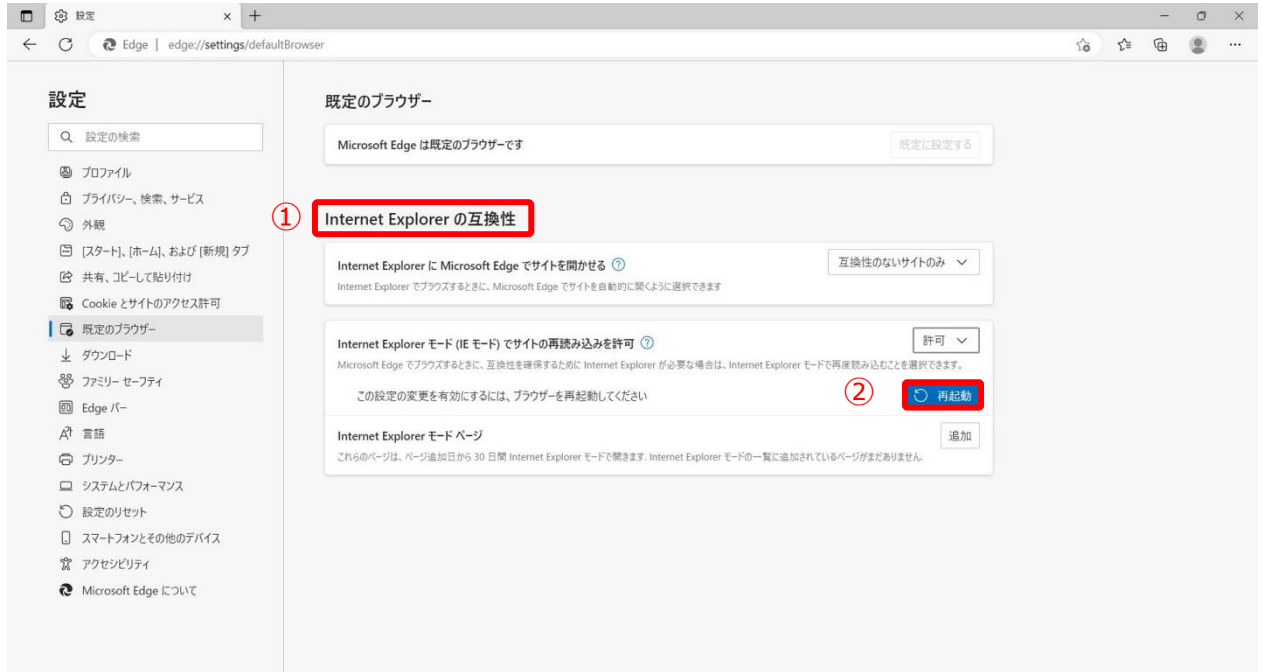 設定
Edge | edge://settings/defaultBrowser
設定
設定の検索
プロファイル
プライバシー、検索、サービス
外観
[スタート]、[ホーム]、および [新規] タブ
共有、コピーして貼り付け
Cookie とサイトのアクセス許可
既定のブラウザー
ダウンロード
ファミリー セーフティ
Edge バー
言語
プリンター
システムとパフォーマンス
設定のリセット
スマートフォンとその他のデバイス
アクセシビリティ
Microsoft Edge について
既定のブラウザー
Microsoft Edge は既定のブラウザーです
既定に設定する
① Internet Explorer の互換性
Internet Explorer に Microsoft Edge でサイトを開かせる
互換性のないサイトのみ
Internet Explorer でブラウズするときに、Microsoft Edge でサイトを自動的に開くように選択できます
Internet Explorer モード (IE モード) でサイトの再読み込みを許可
許可
Microsoft Edge でブラウズするときに、互換性を確保するために Internet Explorer が必要な場合は、Internet Explorer モードで再度読み込むことを選択できます。
この設定の変更を有効にするには、ブラウザーを再起動してください
② 再起動
Internet Explorer モード ページ
追加
これらのページは、ページ追加日から 30 日間 Internet Explorer モードで開きます. Internet Explorer モードの一覧に追加されているページがまだありません.